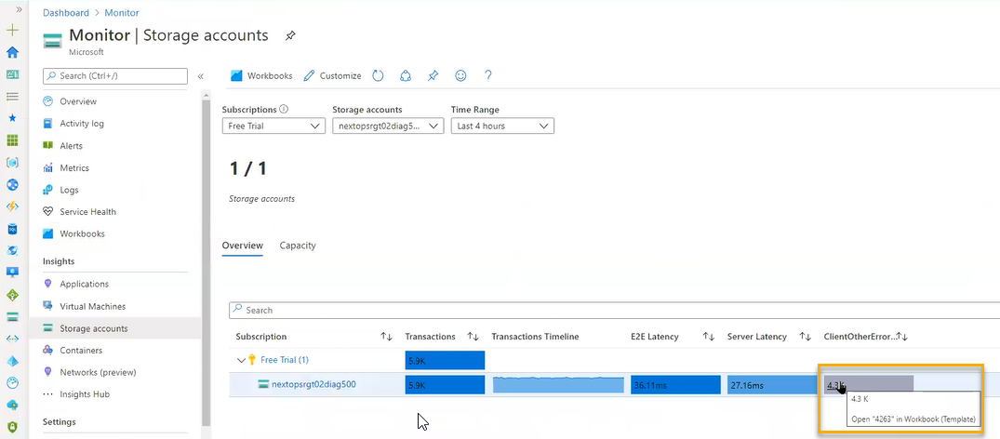 Dashboard > Monitor
Monitor | Storage accounts
Microsoft
Search (Ctrl+/)
Overview
Activity log
Alerts
Metrics
Logs
Service Health
Workbooks
Insights
Applications
Virtual Machines
Storage accounts
Containers
Networks (preview)
Insights Hub
Settings
Workbooks Customize
Subscriptions Storage accounts Time Range
Free Trial nextopsrgt02diag5... Last 4 hours
1 / 1
Storage accounts
Overview Capacity
Search
Subscription Transactions Transactions Timeline E2E Latency Server Latency ClientOtherError...
Free Trial (1) 5.9K
nextopsrgt02diag500 5.9K 36.11ms 27.16ms 4.3K
4.3 K
Open "4263" in Workbook (Template)